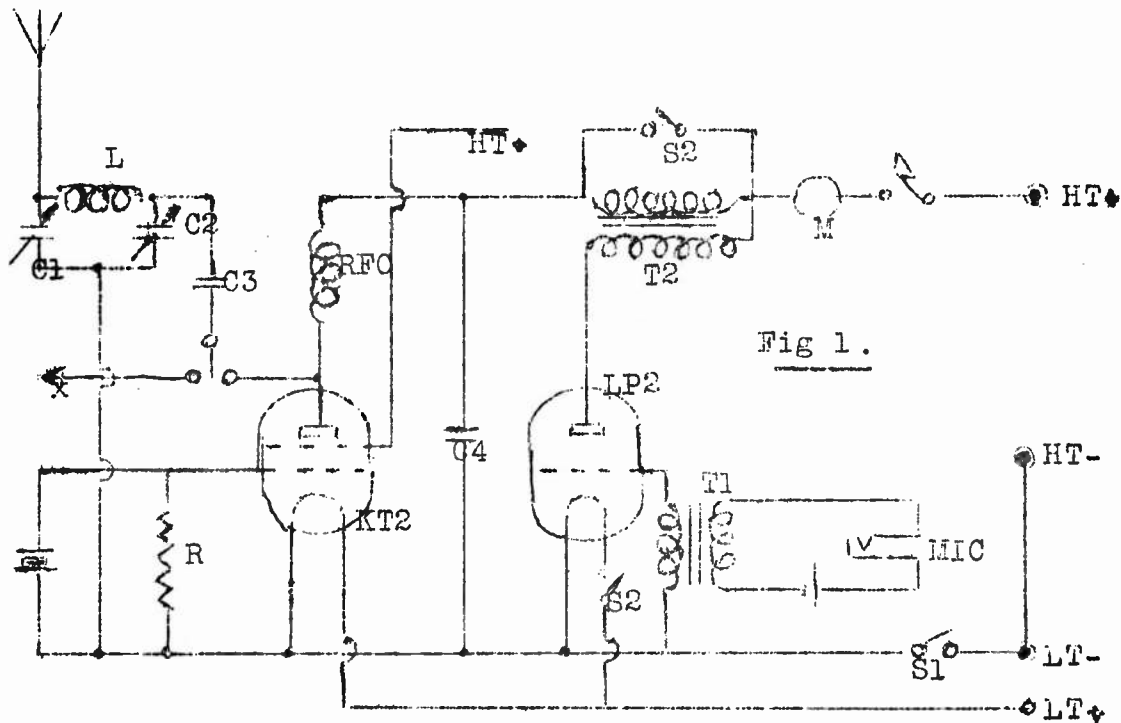 HT+
S2
L
HT+
C2
M
C1
C3
RFC
T2
Fig 1.
X
LP2
C4
HT-
T1
KT2
R
V
MIC
S2
S1
LT-
LT+